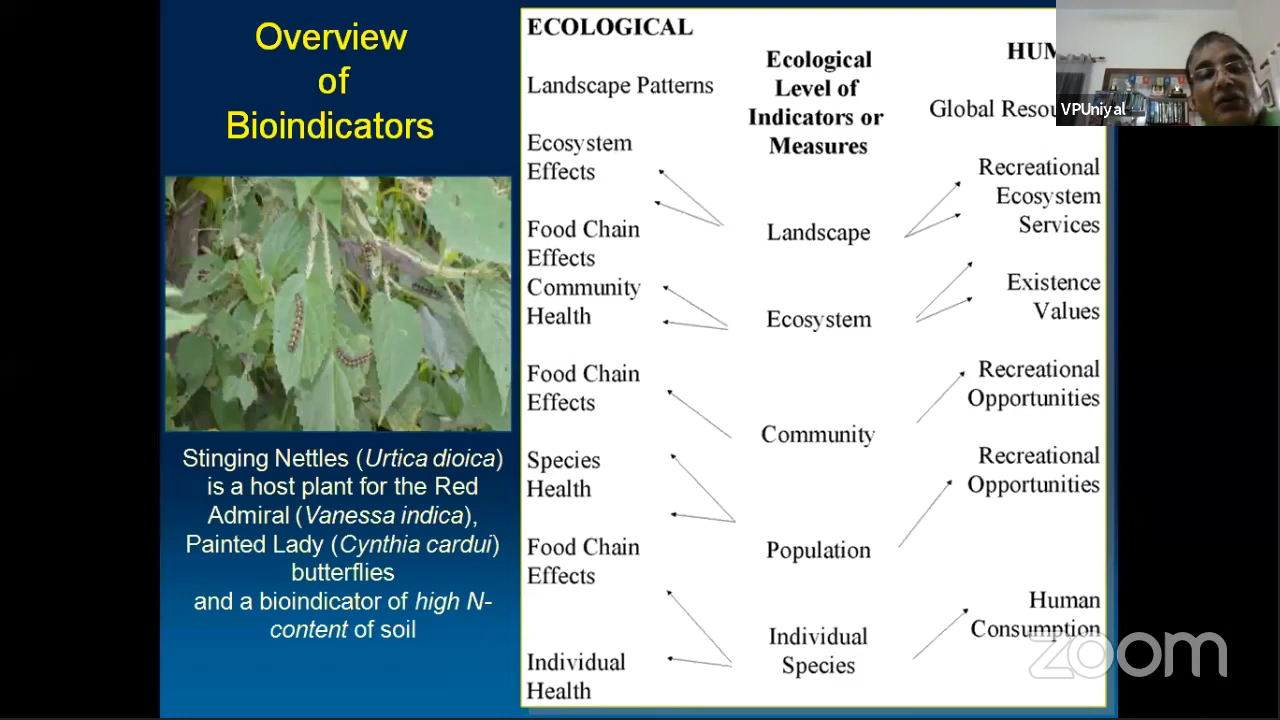 Overview
of
Bioindicators
Stinging Nettles (Urtica dioica)
is a host plant for the Red
Admiral (Vanessa indica),
Painted Lady (Cynthia cardui)
butterflies
and a bioindicator of high N-
content of soil
ECOLOGICAL
Landscape Patterns
Ecosystem
Effects
Food Chain
Effects
Community
Health
Food Chain
Effects
Species
Health
Food Chain
Effects
Individual
Health
Ecological
Level of
Indicators or
Measures
Landscape
Ecosystem
Community
Population
Individual
Species
Global
Recreational
Ecosystem
Services
Existence
Values
Recreational
Opportunities
Recreational
Opportunities
Human
Consumption
VPUniyal
zoom